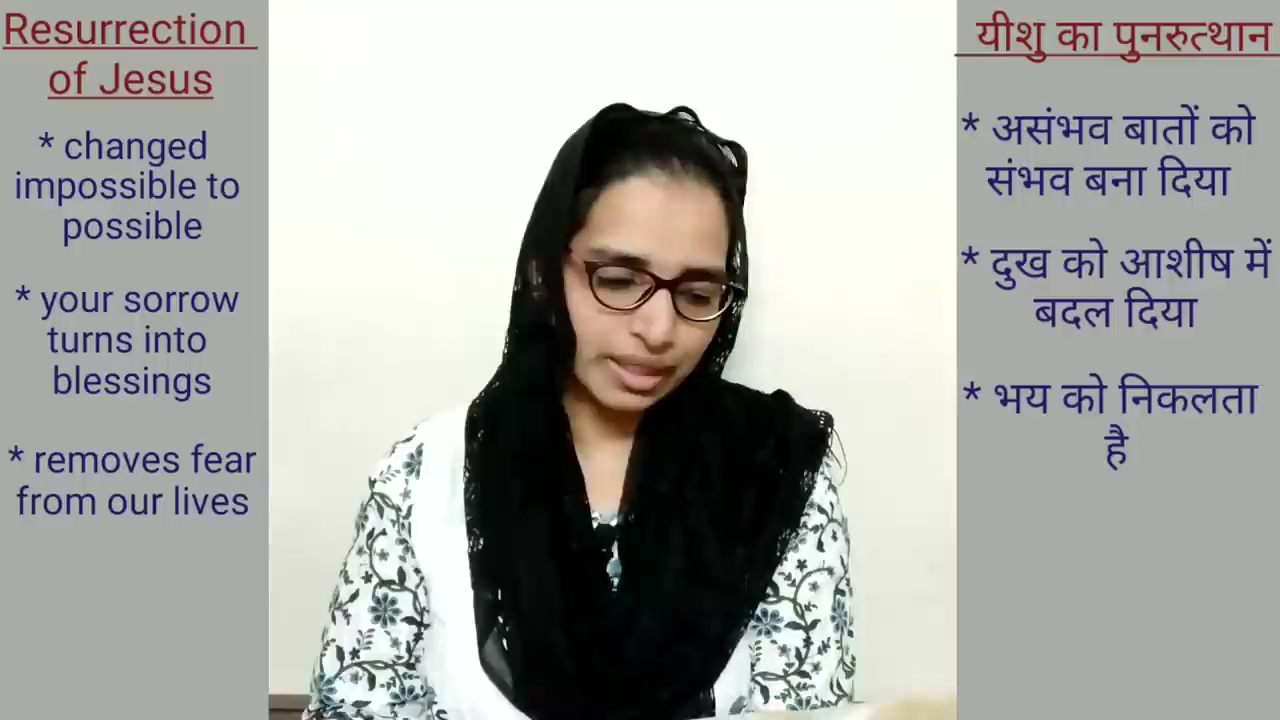 Resurrection
of Jesus
* changed
impossible to
possible
* your sorrow
turns into
blessings
* removes fear
from our lives
यीशु का पुनरुत्थान
* असंभव बातों को
संभव बना दिया
* दुख को आशीष में
बदल दिया
* भय को निकलता
है